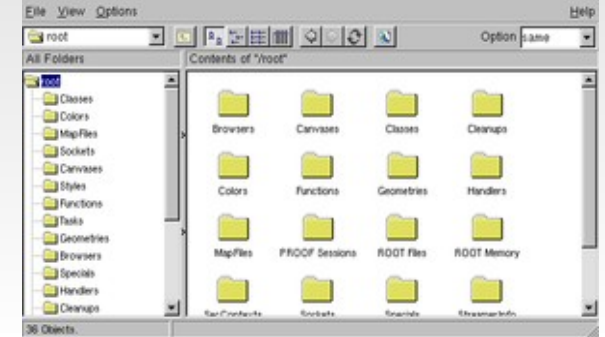 File View Options Help
root Option same
All Folders Contents of "/root"
root
Classes
Colors
MapFiles
Sockets
Canvases
Styles
Functions
Tasks
Geometries
Browsers
Specials
Handlers
Cleanups
Browsers Canvases Classes Cleanups
Colors Functions Geometries Handlers
MapFiles PROOF Sessions ROOT Files ROOT Memory
SecContexts Sockets Specials StreamerInfo
36 Objects.